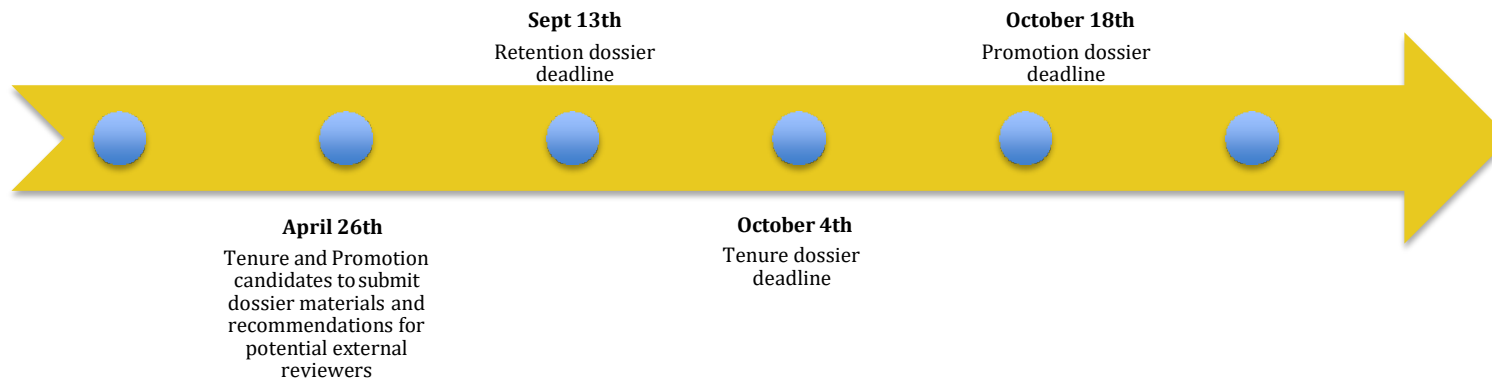 Sept 13th
Retention dossier
deadline
October 18th
Promotion dossier
deadline
April 26th
Tenure and Promotion
candidates to submit
dossier materials and
recommendations for
potential external
reviewers
October 4th
Tenure dossier
deadline